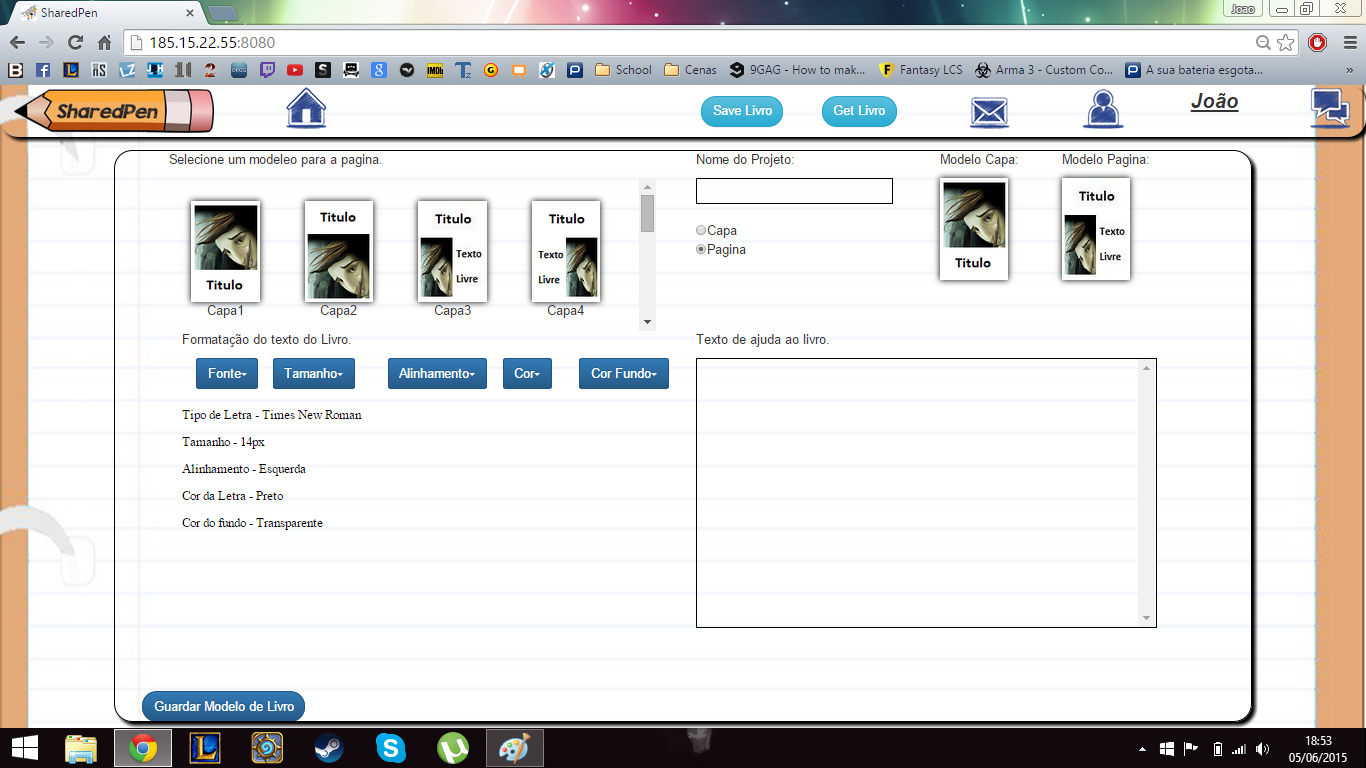 SharedPen
Joao
185.15.22.55:8080
School
Cenas
9GAG - How to mak...
Fantasy LCS
Arma 3 - Custom Co...
A sua bateria esgota...
»
SharedPen
Save Livro
Get Livro
João
Selecione um modeleo para a pagina.
Nome do Projeto:
Modelo Capa:
Modelo Pagina:
Titulo
Capa1
Titulo
Capa2
Titulo
Texto
Livre
Capa3
Titulo
Texto
Livre
Capa4
Capa
Pagina
Titulo
Titulo
Texto
Livre
Formatação do texto do Livro.
Texto de ajuda ao livro.
Fonte
Tamanho
Alinhamento
Cor
Cor Fundo
Tipo de Letra - Times New Roman
Tamanho - 14px
Alinhamento - Esquerda
Cor da Letra - Preto
Cor do fundo - Transparente
Guardar Modelo de Livro
18:53
05/06/2015